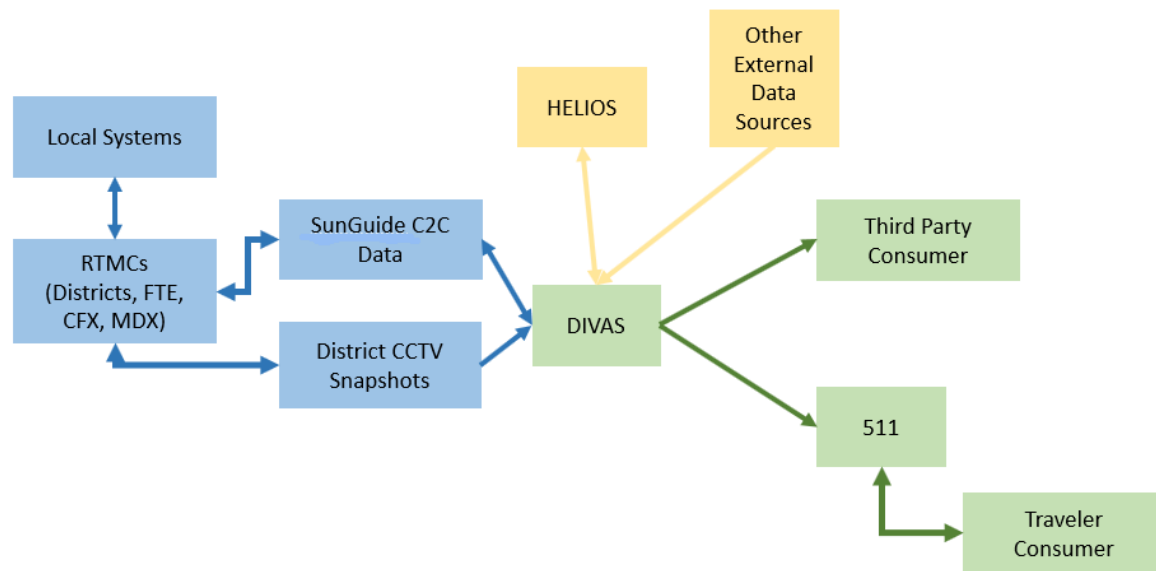 Other
External
Data
Sources
HELIOS
Local Systems
SunGuide C2C
Data
Third Party
Consumer
RTMCs
(Districts, FTE,
CFX, MDX)
DIVAS
District CCTV
Snapshots
511
Traveler
Consumer